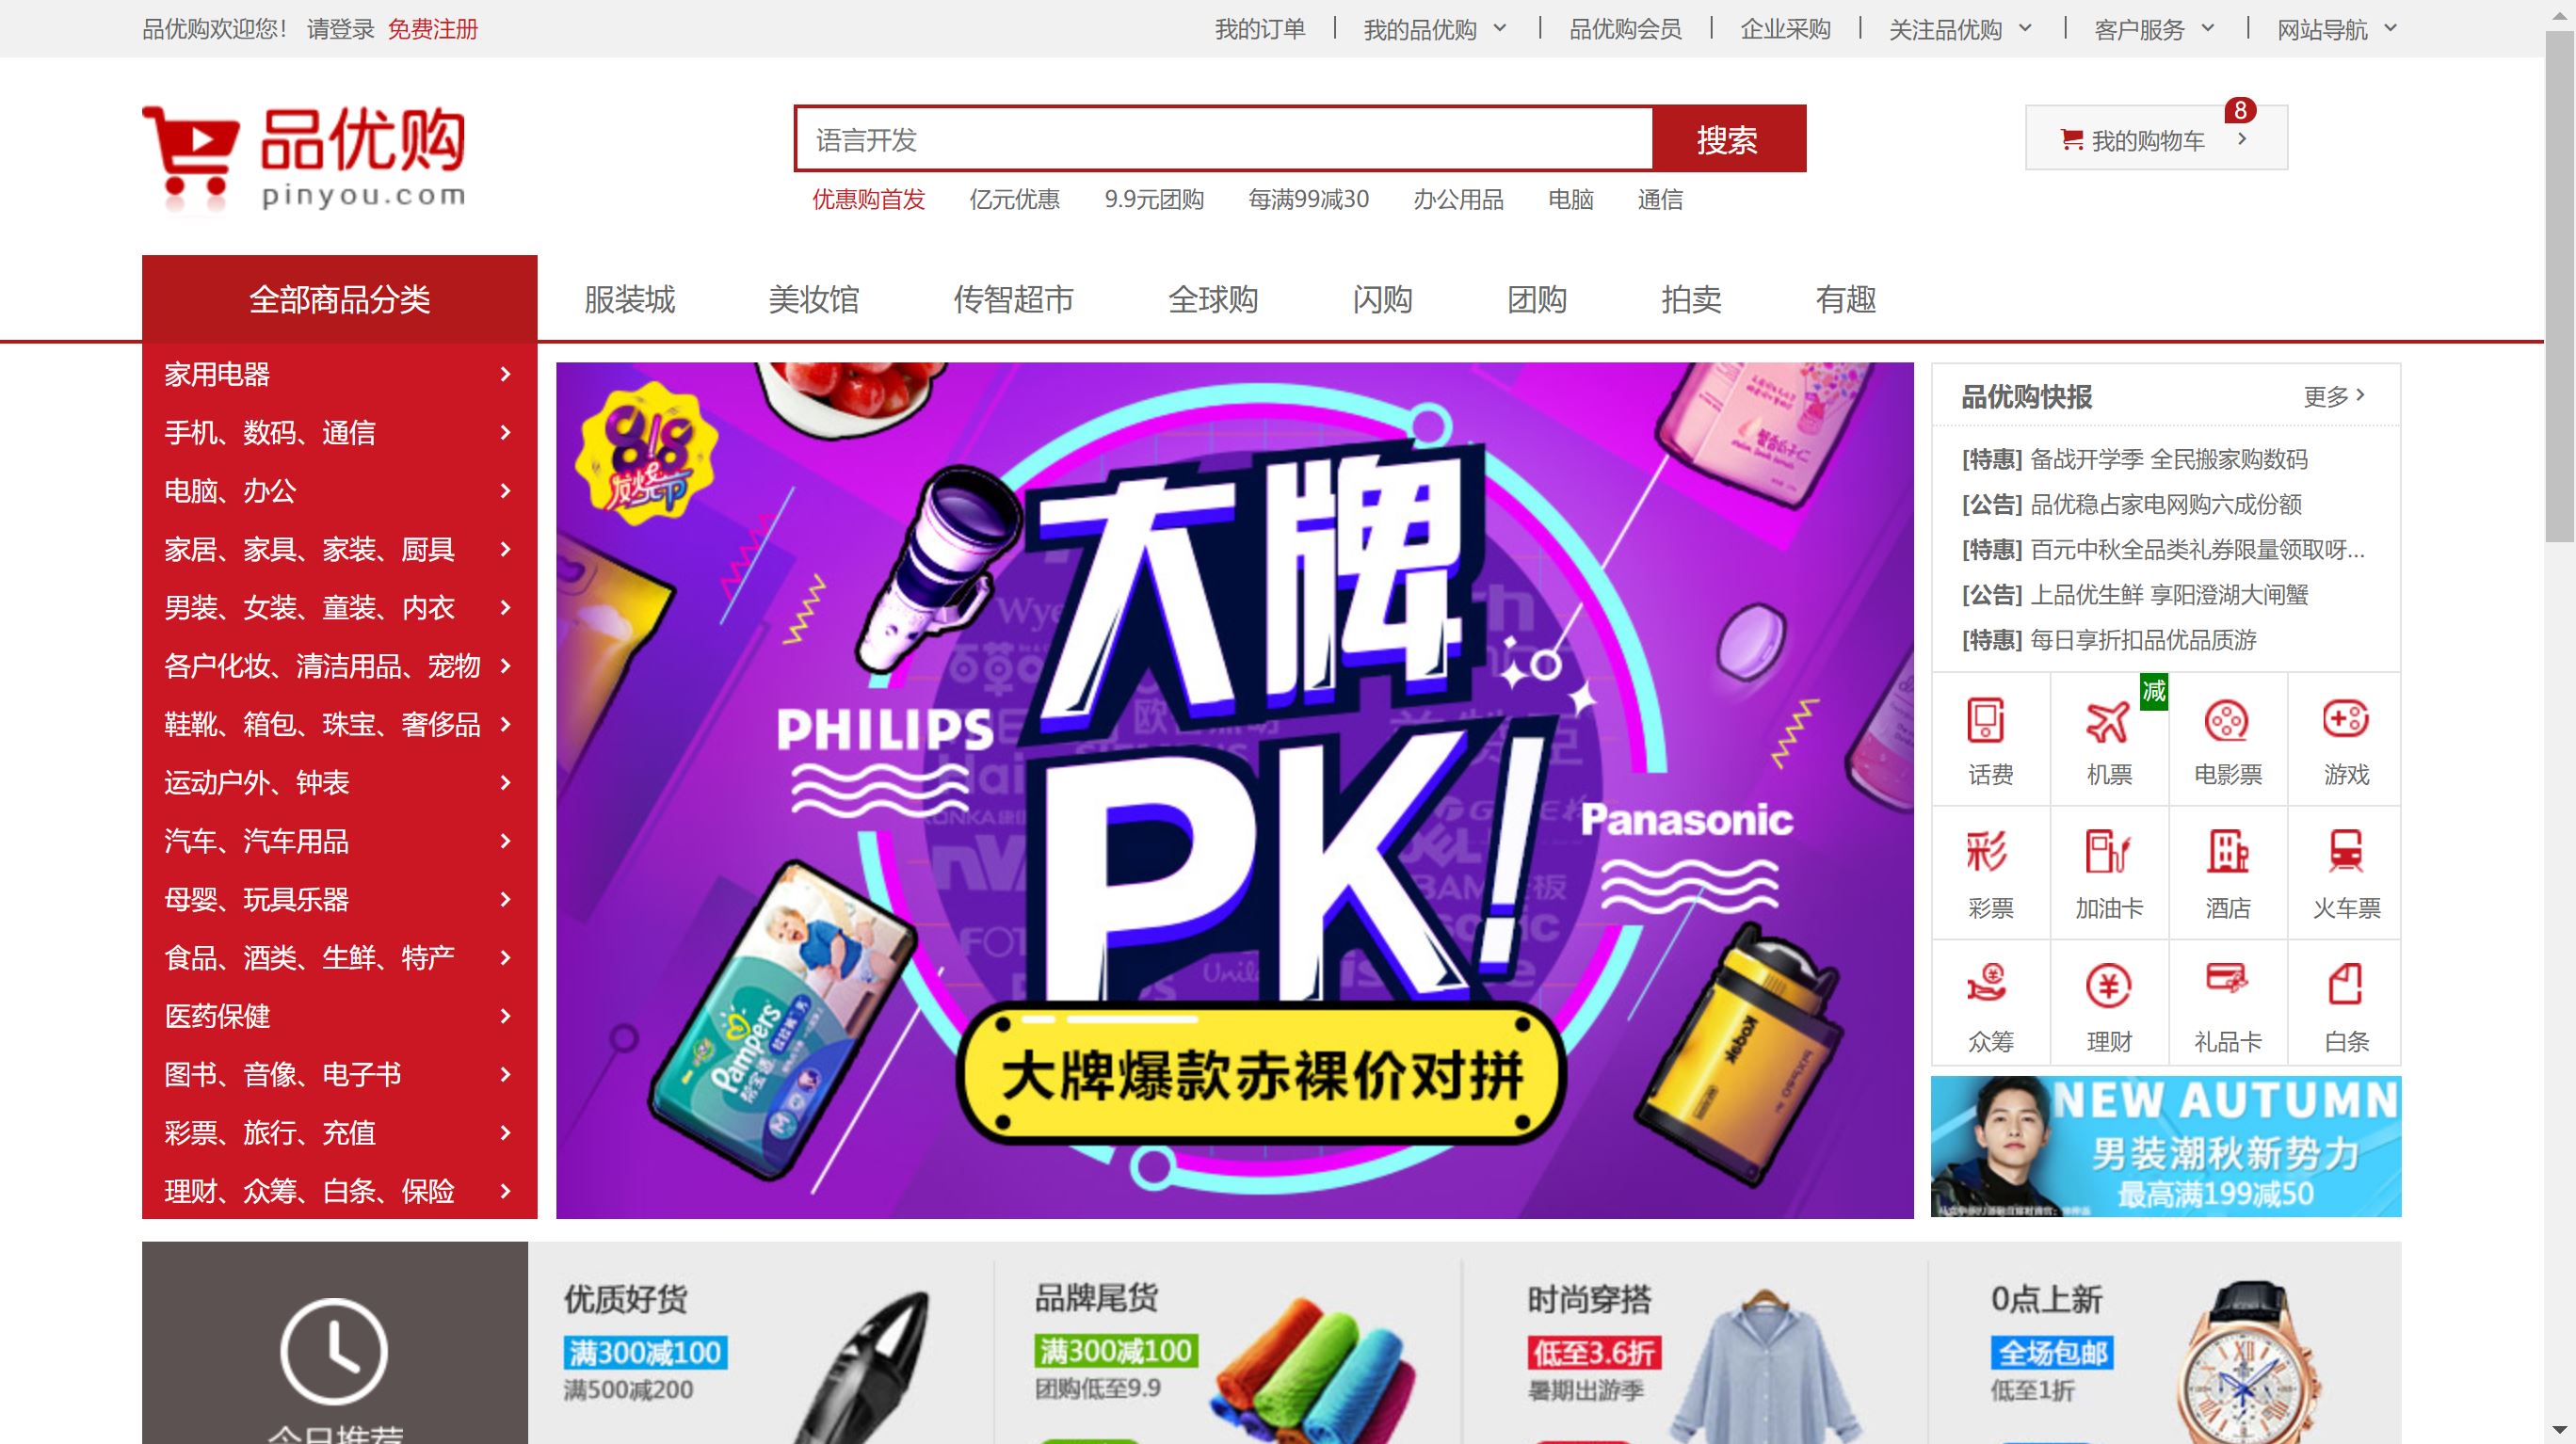 品优购欢迎您! 请登录 免费注册
我的订单 我的品优购 品优购会员 企业采购 关注品优购 客户服务 网站导航
品优购
pinyou.com
语言开发 搜索
8
我的购物车
优惠购首发 亿元优惠 9.9元团购 每满99减30 办公用品 电脑 通信
全部商品分类 服装城 美妆馆 传智超市 全球购 闪购 团购 拍卖 有趣
家用电器
手机、数码、通信
电脑、办公
家居、家具、家装、厨具
男装、女装、童装、内衣
各户化妆、清洁用品、宠物
鞋靴、箱包、珠宝、奢侈品
运动户外、钟表
汽车、汽车用品
母婴、玩具乐器
食品、酒类、生鲜、特产
医药保健
图书、音像、电子书
彩票、旅行、充值
理财、众筹、白条、保险
8.18
发烧节
大牌
PK!
PHILIPS
Panasonic
Pampers
帮宝适
Kodak
大牌爆款赤裸价对拼
品优购快报 更多
[特惠] 备战开学季 全民搬家购数码
[公告] 品优稳占家电网购六成份额
[特惠] 百元中秋全品类礼券限量领取呀...
[公告] 上品优生鲜 享阳澄湖大闸蟹
[特惠] 每日享折扣品优品质游
减
话费 机票 电影票 游戏
彩
彩票 加油卡 酒店 火车票
众筹 理财 礼品卡 白条
NEW AUTUMN
男装潮秋新势力
最高满199减50
今日推荐
优质好货
满300减100
满500减200
品牌尾货
满300减100
团购低至9.9
时尚穿搭
低至3.6折
暑期出游季
0点上新
全场包邮
低至1折